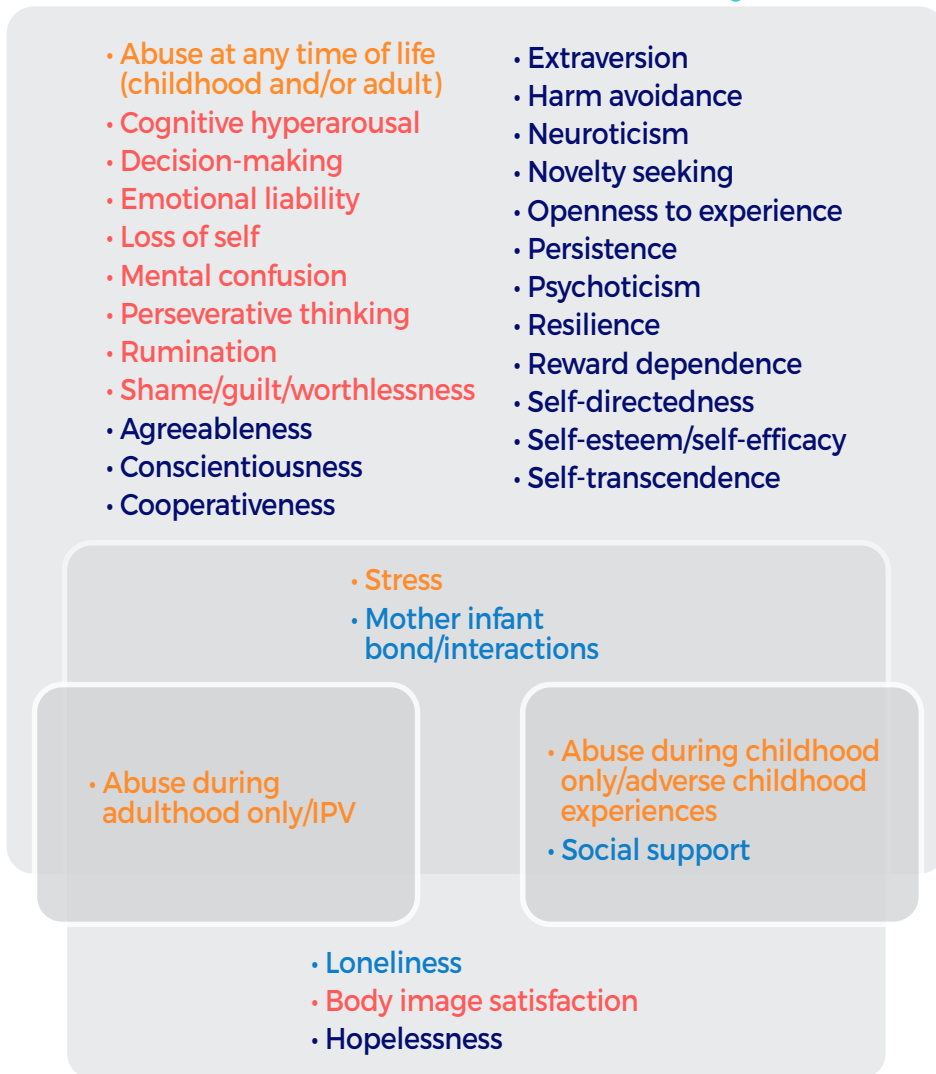 • Abuse at any time of life
(childhood and/or adult)
• Cognitive hyperarousal
• Decision-making
• Emotional liability
• Loss of self
• Mental confusion
• Perseverative thinking
• Rumination
• Shame/guilt/worthlessness
• Agreeableness
• Conscientiousness
• Cooperativeness
• Extraversion
• Harm avoidance
• Neuroticism
• Novelty seeking
• Openness to experience
• Persistence
• Psychoticism
• Resilience
• Reward dependence
• Self-directedness
• Self-esteem/self-efficacy
• Self-transcendence
• Stress
• Mother infant
bond/interactions
• Abuse during
adulthood only/IPV
• Abuse during childhood
only/adverse childhood
experiences
• Social support
• Loneliness
• Body image satisfaction
• Hopelessness